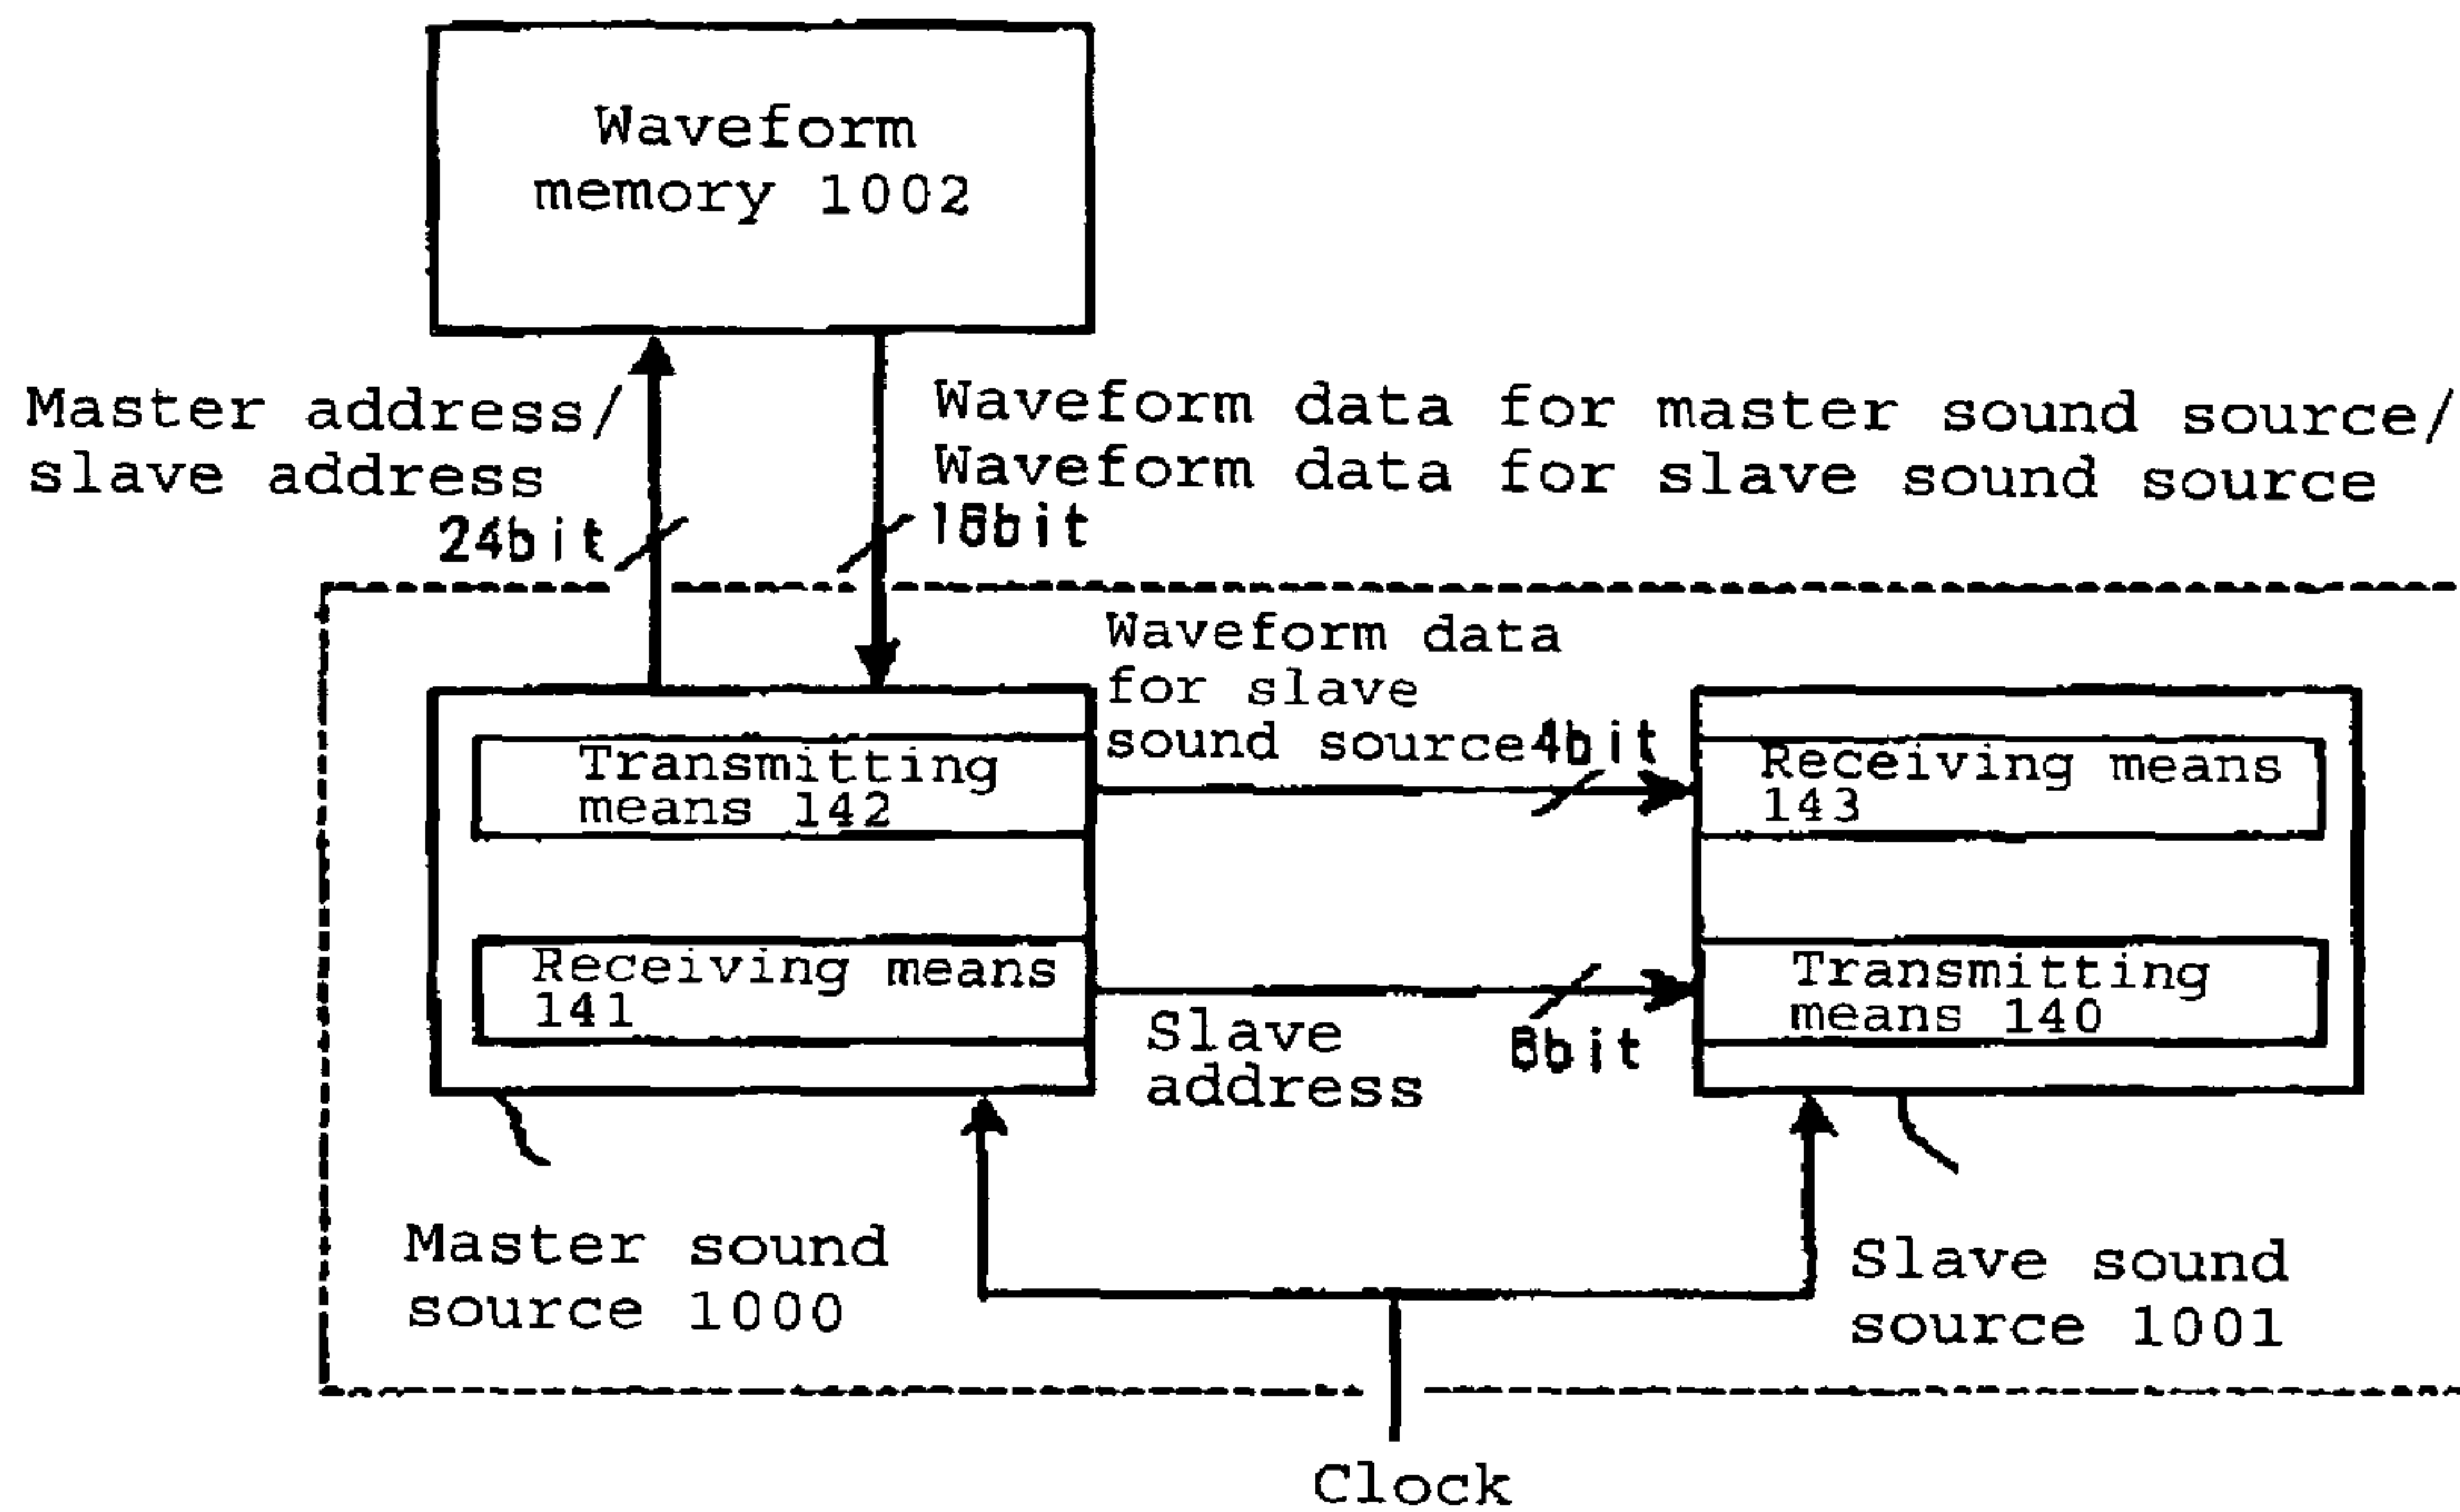 Waveform
memory 1002
Master address/
slave address
24bit
Waveform data for master sound source/
Waveform data for slave sound source
Waveform data
for slave
sound source 4bit
Transmitting
means 142
Receiving means
143
Receiving means
141
Transmitting
means 140
Slave
address
Master sound
source 1000
Slave sound
source 1001
Clock